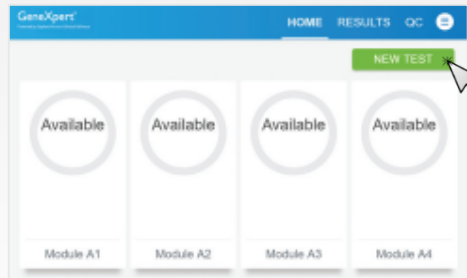 GeneXpert®
HOME RESULTS QC
NEW TEST
Available Available Available Available
Module A1 Module A2 Module A3 Module A4